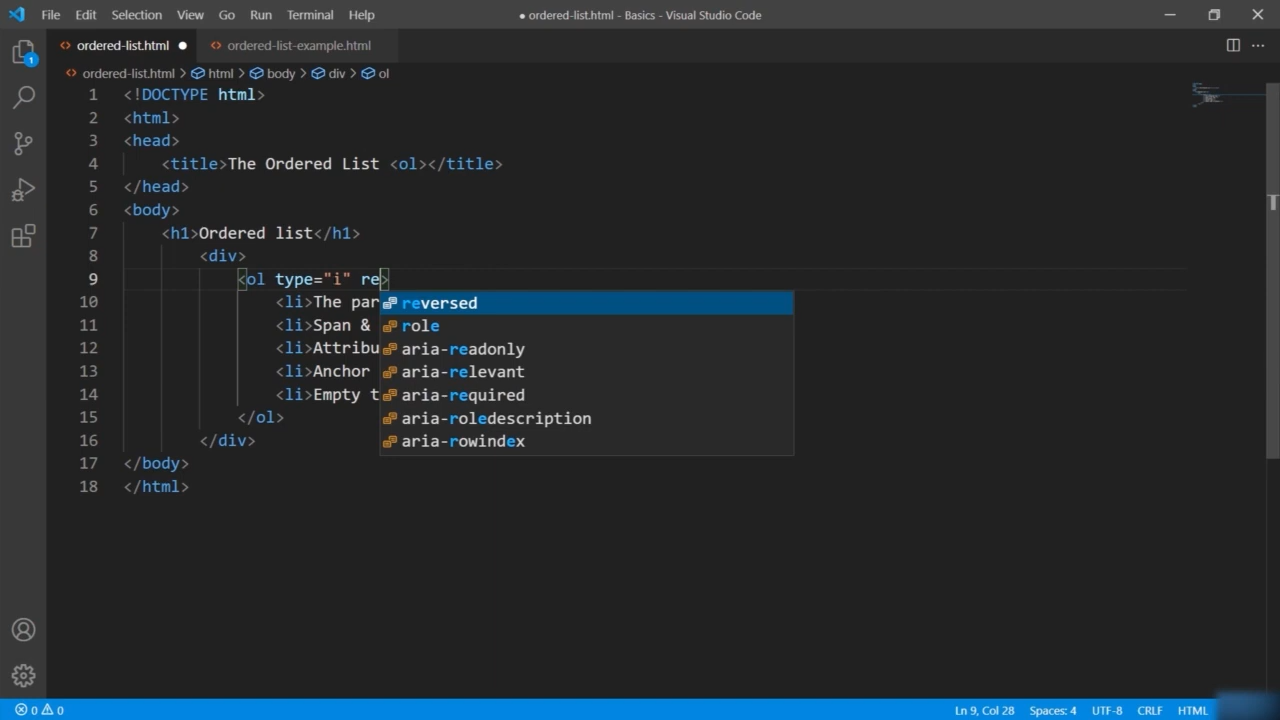 File Edit Selection View Go Run Terminal Help ● ordered-list.html - Basics - Visual Studio Code
ordered-list.html ● ordered-list-example.html
ordered-list.html > html > body > div > ol
1 <!DOCTYPE html>
2 <html>
3 <head>
4 <title>The Ordered List <ol></title>
5 </head>
6 <body>
7 <h1>Ordered list</h1>
8 <div>
9 <ol type="i" re>
10 <li>The par
reversed
11 <li>Span &
role
12 <li>Attribu
aria-readonly
13 <li>Anchor
aria-relevant
14 <li>Empty t
aria-required
15 </ol>
aria-roledescription
16 </div>
aria-rowindex
17 </body>
18 </html>
1
0 0 Ln 9, Col 28 Spaces: 4 UTF-8 CRLF HTML